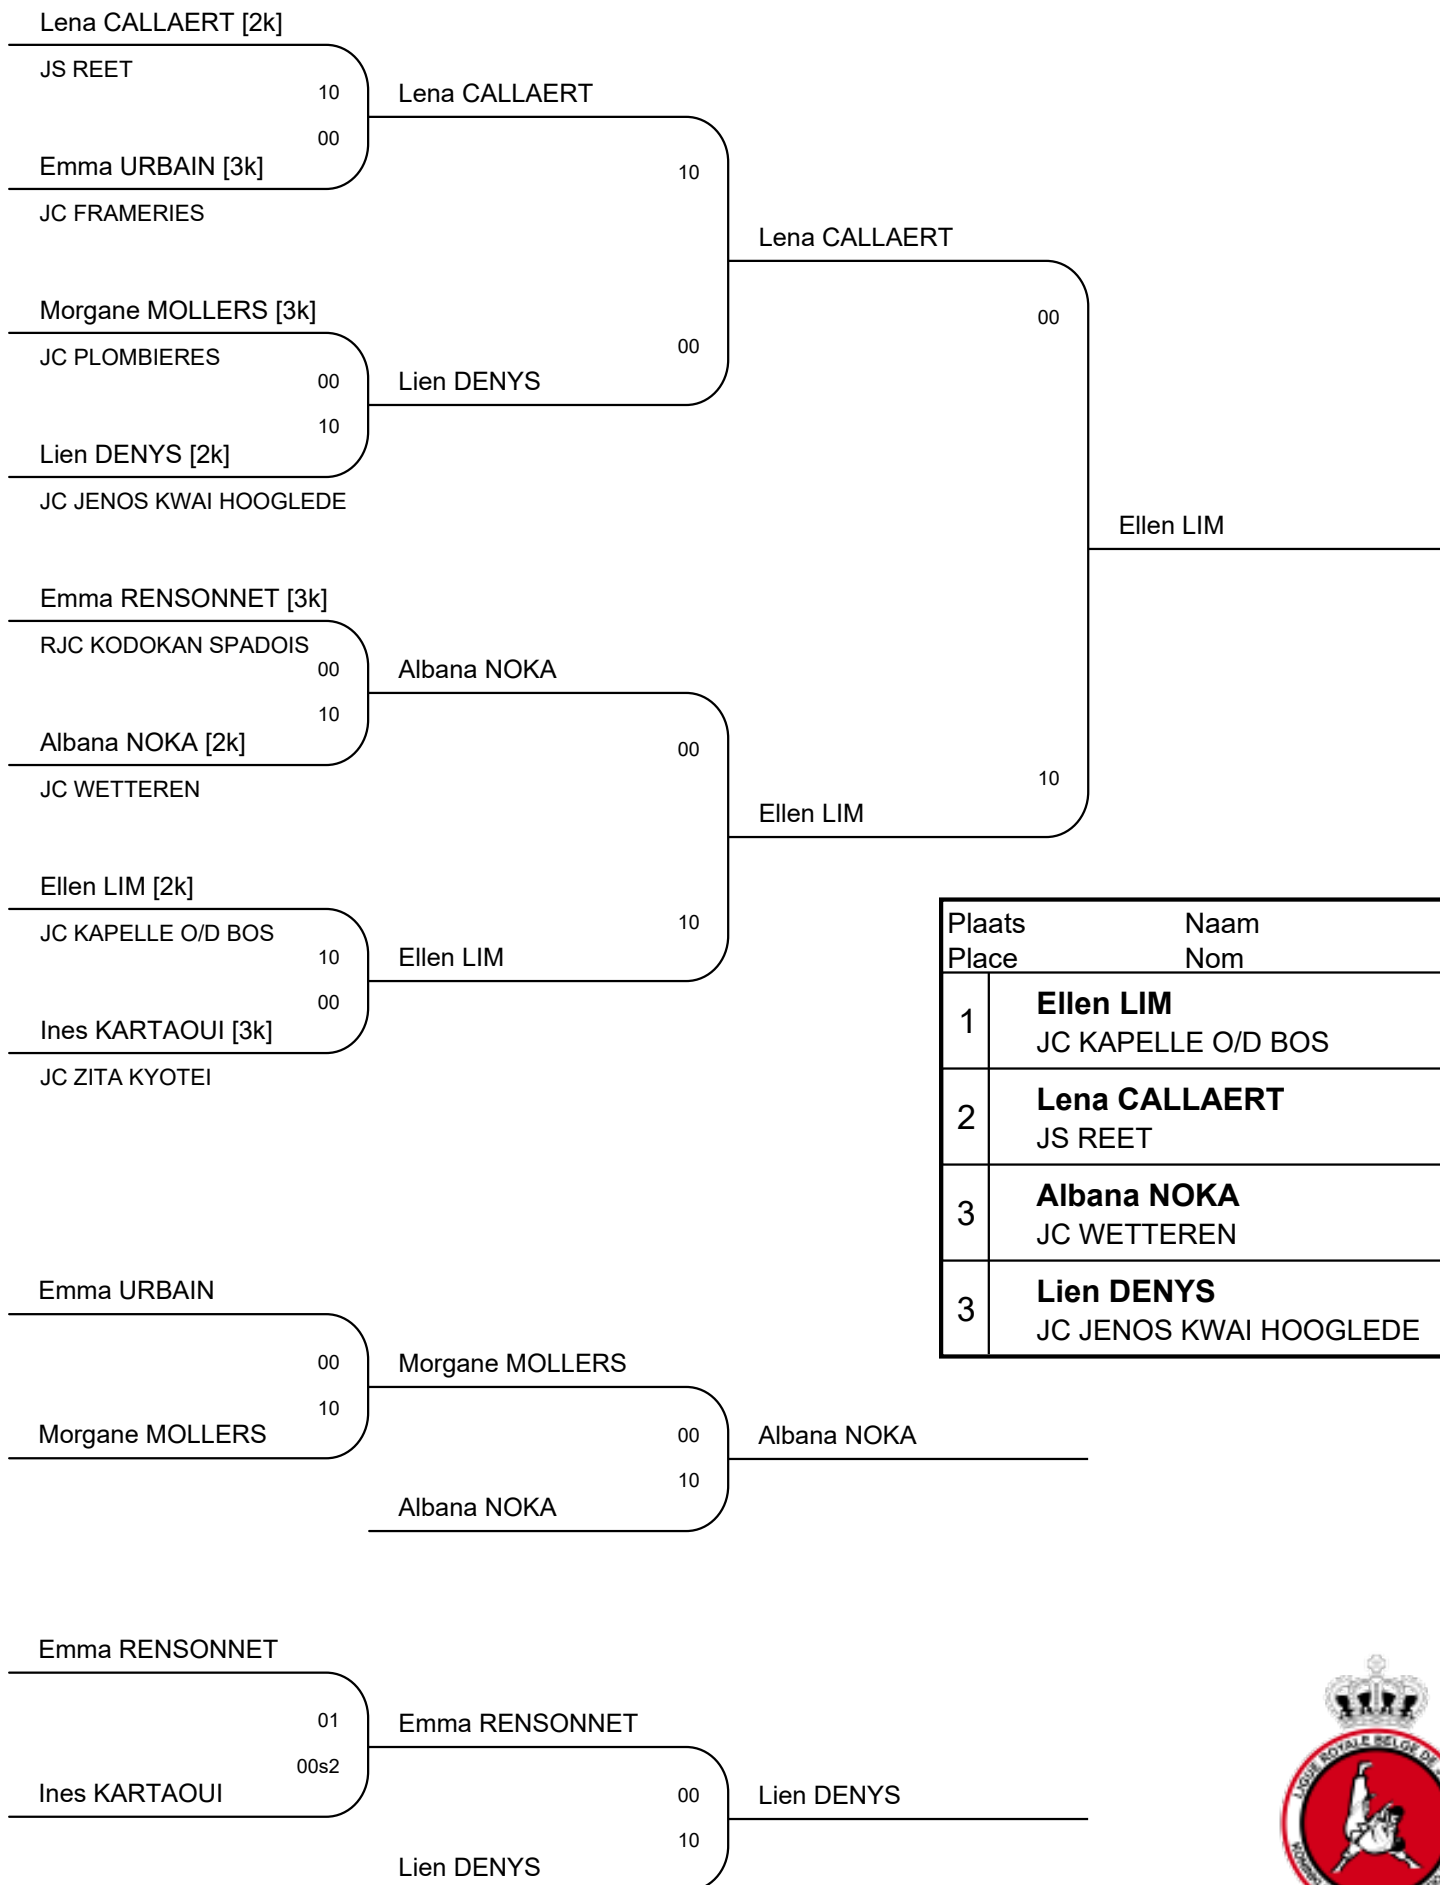 Lena CALLAERT [2k]
JS REET
10
Lena CALLAERT
00
Emma URBAIN [3k]
10
JC FRAMERIES
Lena CALLAERT
Morgane MOLLERS [3k]
00
JC PLOMBIERES
00
00
Lien DENYS
10
Lien DENYS [2k]
JC JENOS KWAI HOOGLEDE
Ellen LIM
Emma RENSONNET [3k]
RJC KODOKAN SPADOIS
00
Albana NOKA
10
Albana NOKA [2k]
00
10
JC WETTEREN
Ellen LIM
Ellen LIM [2k]
10
JC KAPELLE O/D BOS
10
Ellen LIM
00
Ines KARTAOUI [3k]
JC ZITA KYOTEI
Plaats Naam
Place Nom
1
Ellen LIM
JC KAPELLE O/D BOS
2
Lena CALLAERT
JS REET
3
Albana NOKA
JC WETTEREN
3
Lien DENYS
JC JENOS KWAI HOOGLEDE
Emma URBAIN
00
Morgane MOLLERS
10
Morgane MOLLERS
00
Albana NOKA
10
Albana NOKA
Emma RENSONNET
01
Emma RENSONNET
00s2
Ines KARTAOUI
00
Lien DENYS
10
Lien DENYS
LIGUE ROYALE BELGE DE